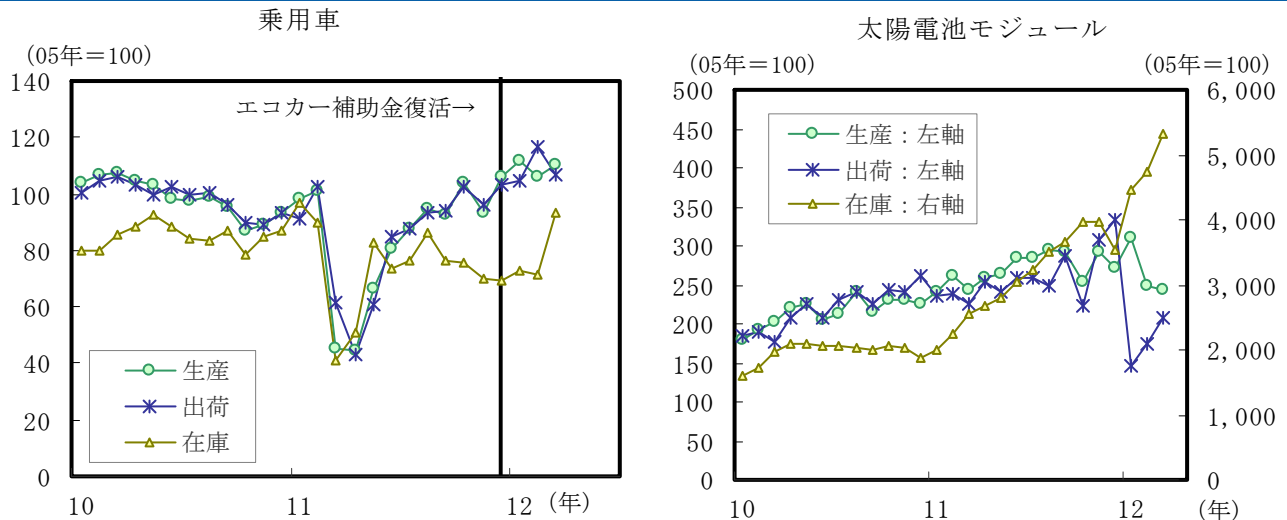 乗用車
(05年＝100)
140
120
100
80
60
40
20
0
エコカー補助金復活→
生産
出荷
在庫
10
11
12
(年)
太陽電池モジュール
(05年＝100)
(05年＝100)
500
450
400
350
300
250
200
150
100
50
0
生産：左軸
出荷：左軸
在庫：右軸
6,000
5,000
4,000
3,000
2,000
1,000
0
10
11
12
(年)